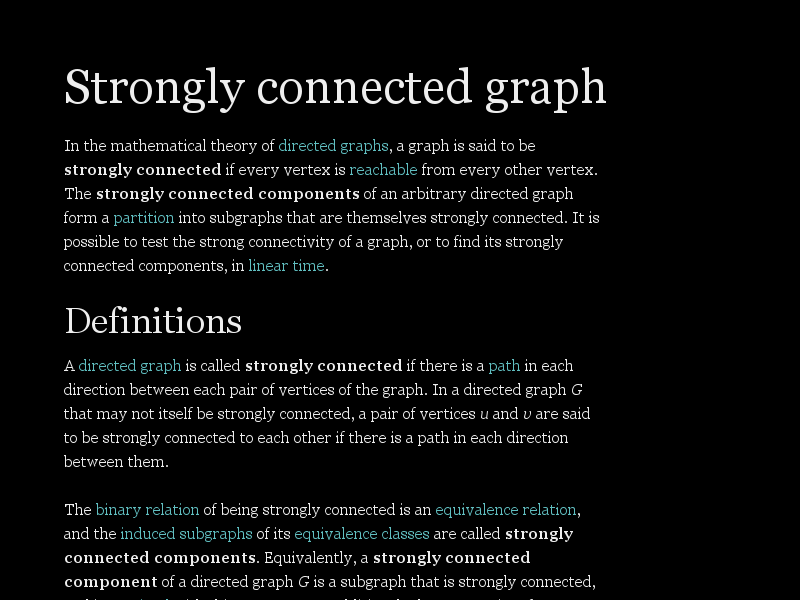 Strongly connected graph
In the mathematical theory of directed graphs, a graph is said to be
strongly connected if every vertex is reachable from every other vertex.
The strongly connected components of an arbitrary directed graph
form a partition into subgraphs that are themselves strongly connected. It is
possible to test the strong connectivity of a graph, or to find its strongly
connected components, in linear time.
Definitions
A directed graph is called strongly connected if there is a path in each
direction between each pair of vertices of the graph. In a directed graph G
that may not itself be strongly connected, a pair of vertices u and v are said
to be strongly connected to each other if there is a path in each direction
between them.
The binary relation of being strongly connected is an equivalence relation,
and the induced subgraphs of its equivalence classes are called strongly
connected components. Equivalently, a strongly connected
component of a directed graph G is a subgraph that is strongly connected,